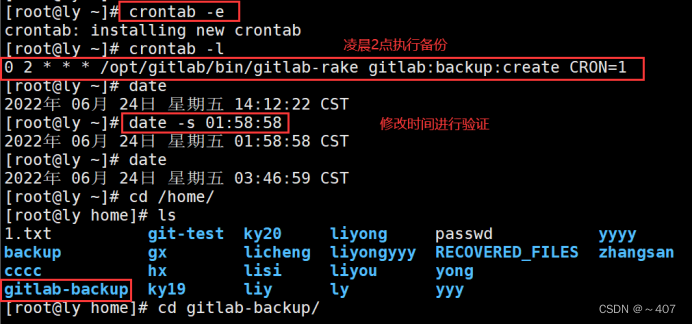 [root@ly ~]# crontab -e
crontab: installing new crontab
[root@ly ~]# crontab -l
凌晨2点执行备份
0 2 * * * /opt/gitlab/bin/gitlab-rake gitlab:backup:create CRON=1
[root@ly ~]# date
2022年 06月 24日 星期五 14:12:22 CST
[root@ly ~]# date -s 01:58:58
修改时间进行验证
2022年 06月 24日 星期五 01:58:58 CST
[root@ly ~]# date
2022年 06月 24日 星期五 03:46:59 CST
[root@ly ~]# cd /home/
[root@ly home]# ls
1.txt git-test ky20 liyong passwd yyyy
backup gx licheng liyongyyy RECOVERED_FILES zhangsan
cccc hx lisi liyou yong
gitlab-backup ky19 liy ly yyy
[root@ly home]# cd gitlab-backup/
CSDN @～407